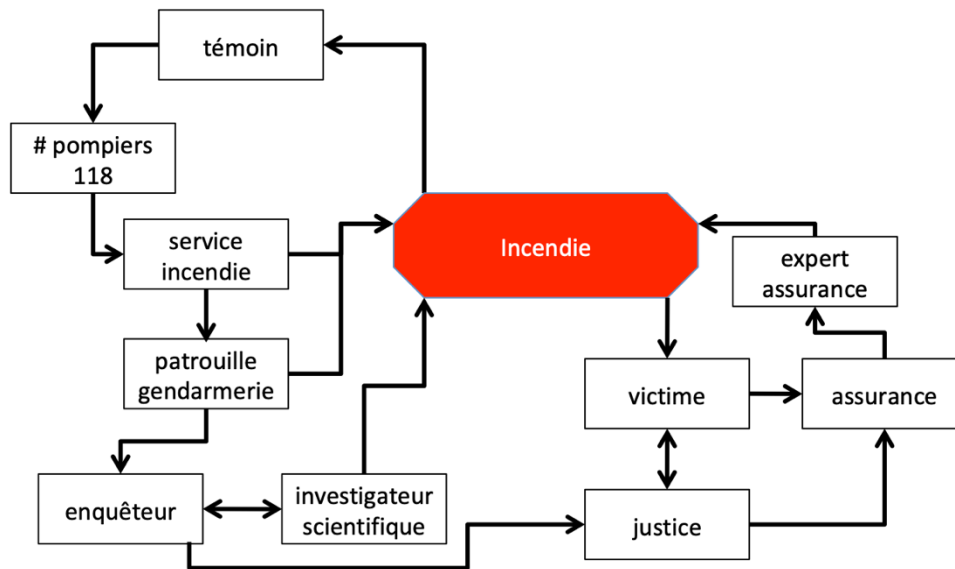 témoin
# pompiers
118
service
incendie
Incendie
expert
assurance
patrouille
gendarmerie
victime
assurance
enquêteur
investigateur
scientifique
justice